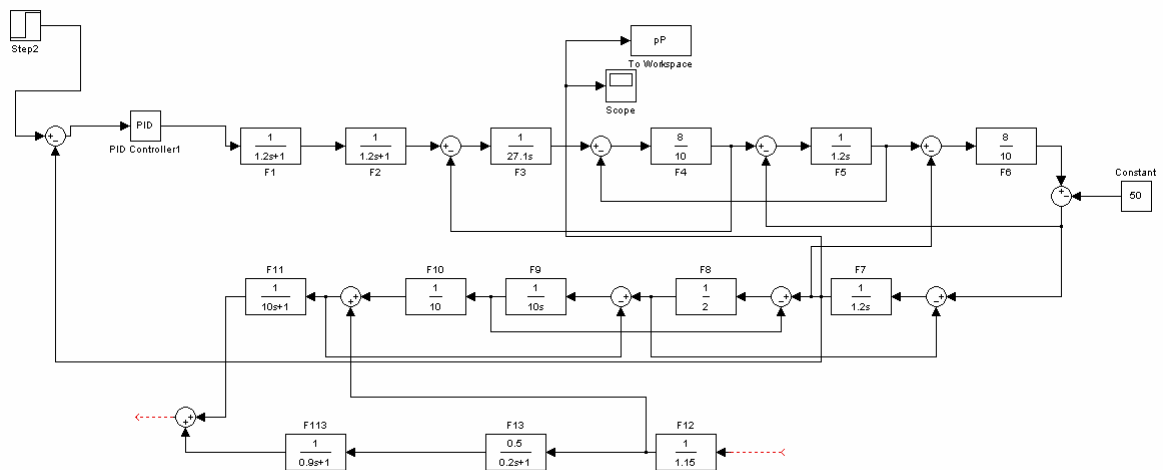 Step2
PID
PID Controller1
1
1.2s+1
F1
1
1.2s+1
F2
1
27.1s
F3
pP
To Workspace
Scope
8
10
F4
1
1.2s
F5
8
10
F6
Constant
50
F11
1
10s+1
F10
1
10
F9
1
10s
F8
1
2
F7
1
1.2s
F113
1
0.9s+1
F13
0.5
0.2s+1
F12
1
1.15